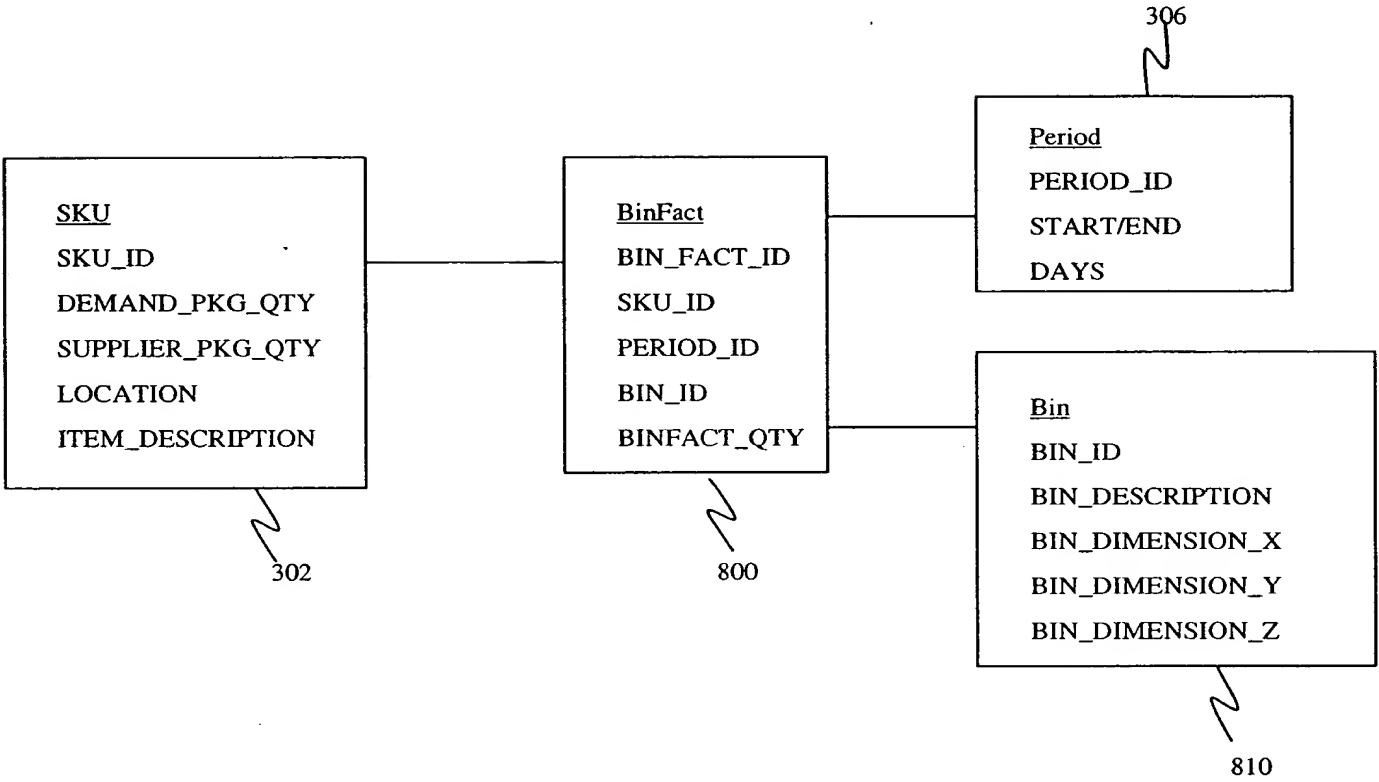 SKU
SKU_ID
DEMAND_PKG_QTY
SUPPLIER_PKG_QTY
LOCATION
ITEM_DESCRIPTION
302
BinFact
BIN_FACT_ID
SKU_ID
PERIOD_ID
BIN_ID
BINFACT_QTY
800
306
Period
PERIOD_ID
START/END
DAYS
Bin
BIN_ID
BIN_DESCRIPTION
BIN_DIMENSION_X
BIN_DIMENSION_Y
BIN_DIMENSION_Z
810